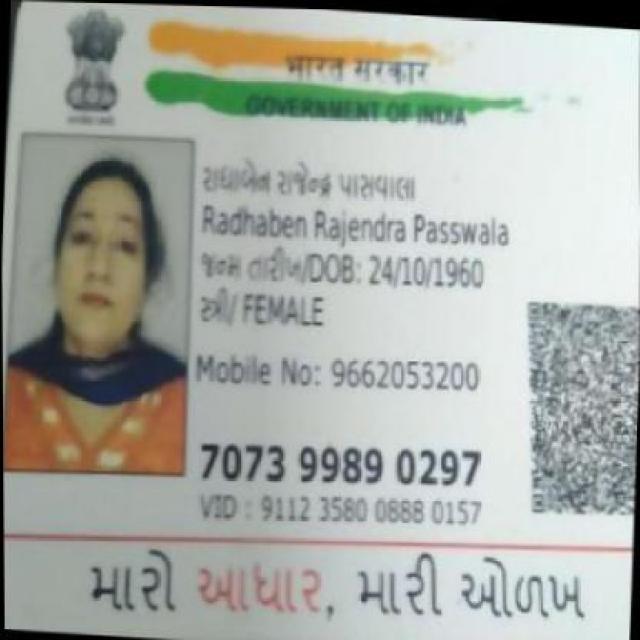 भारत सरकार
GOVERNMENT OF INDIA
રાધાબેન રાજેન્દ્ર પાસવાલા
Radhaben Rajendra Passwala
જન્મ તારીખ/DOB: 24/10/1960
સ્ત્રી/ FEMALE
Mobile No: 9662053200
7073 9989 0297
VID : 9112 3580 0888 0157
મારો આધાર, મારી ઓળખ